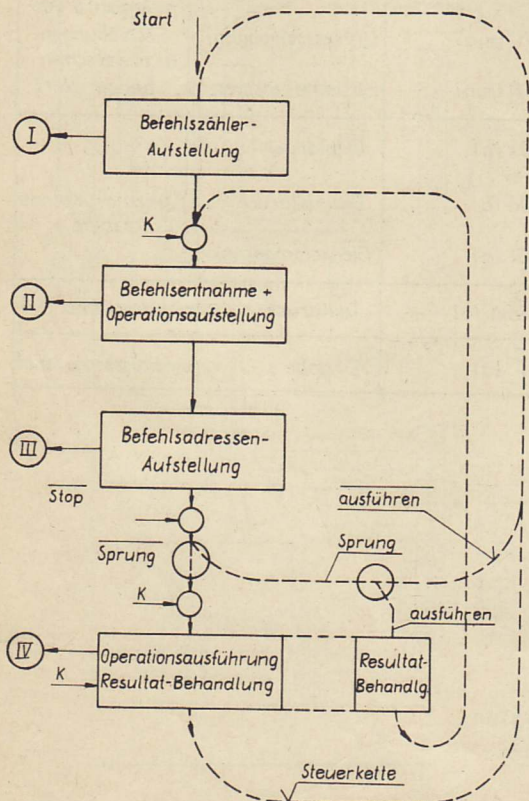 Start
I
Befehlszähler-
Aufstellung
K
II
Befehlsentnahme +
Operationsaufstellung
III
Befehlsadressen-
Aufstellung
Stop
ausführen
Sprung
Sprung
K
ausführen
IV
K
Operationsausführung
Resultat-Behandlung
Resultat-
Behandlg.
Steuerkette